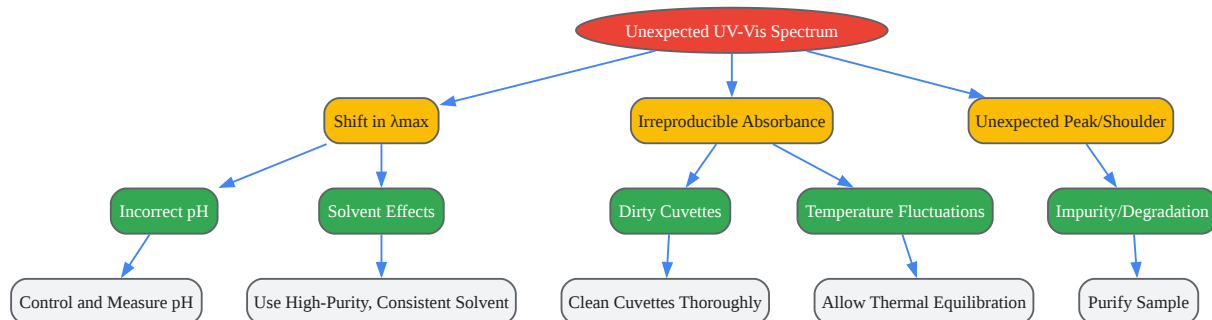 Unexpected UV-Vis Spectrum
Shift in λmax
Irreproducible Absorbance
Unexpected Peak/Shoulder
Incorrect pH
Solvent Effects
Dirty Cuvettes
Temperature Fluctuations
Impurity/Degradation
Control and Measure pH
Use High-Purity, Consistent Solvent
Clean Cuvettes Thoroughly
Allow Thermal Equilibration
Purify Sample